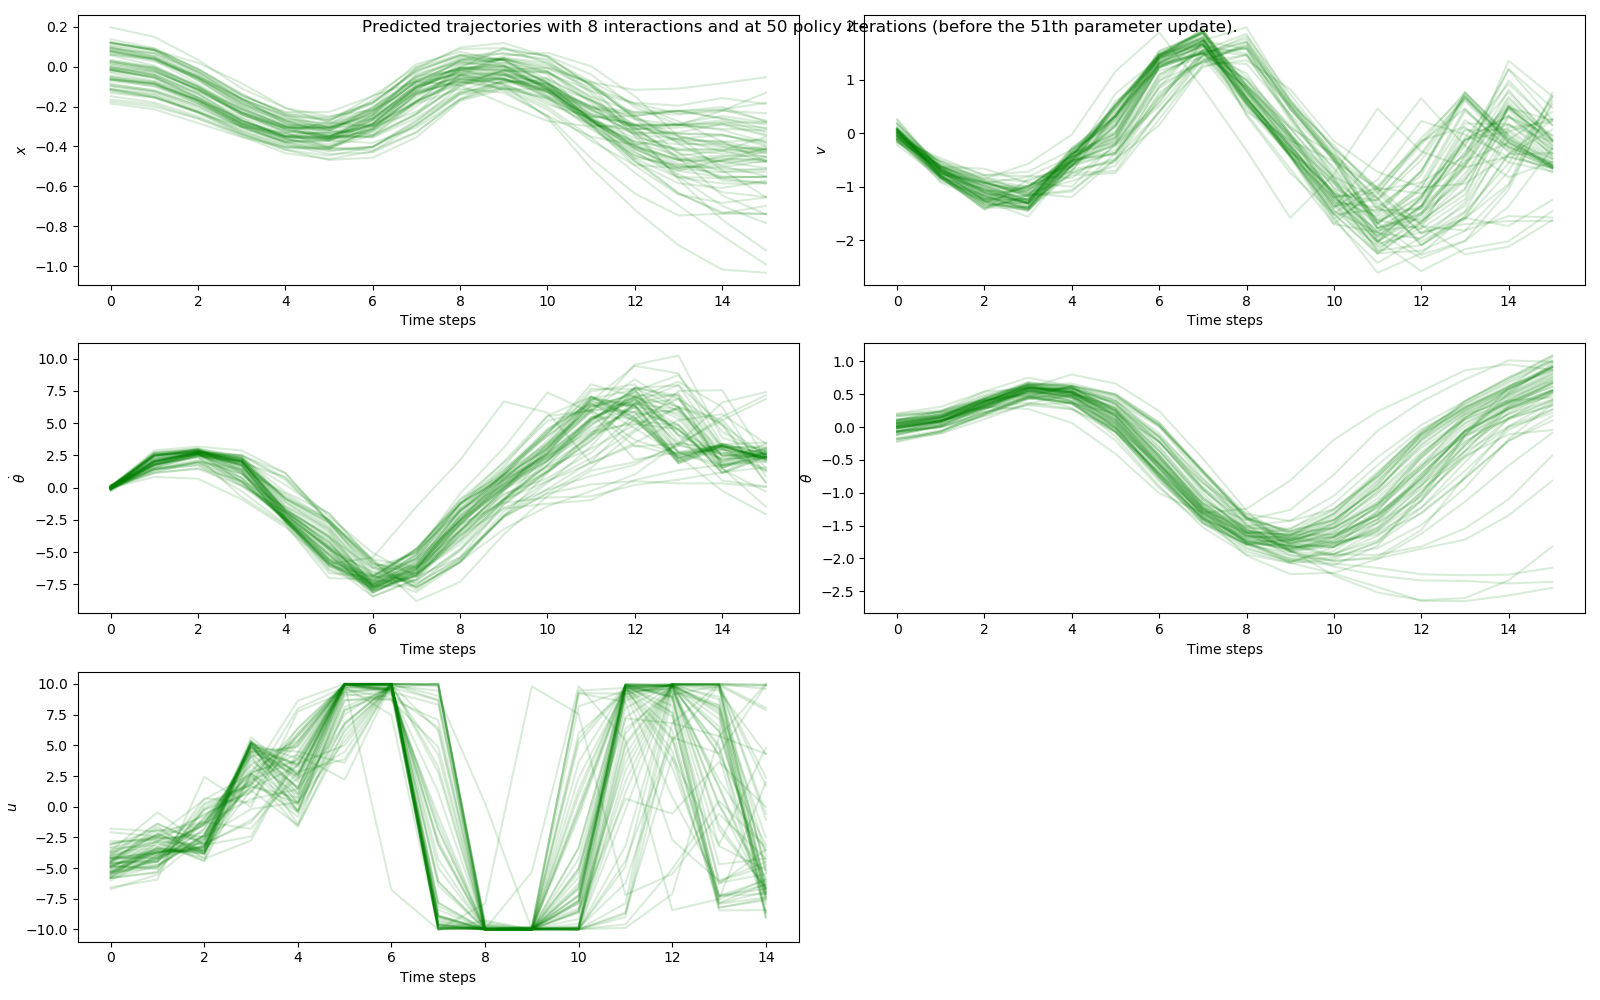 Predicted trajectories with 8 interactions and at 50 policy iterations (before the 51th parameter update).
0.2
0.0
−0.2
−0.4
−0.6
−0.8
−1.0
x
0 2 4 6 8 10 12 14
Time steps
2
1
0
−1
−2
v
0 2 4 6 8 10 12 14
Time steps
10.0
7.5
5.0
2.5
0.0
−2.5
−5.0
−7.5
θ̇
0 2 4 6 8 10 12 14
Time steps
1.0
0.5
0.0
−0.5
−1.0
−1.5
−2.0
−2.5
θ
0 2 4 6 8 10 12 14
Time steps
10.0
7.5
5.0
2.5
0.0
−2.5
−5.0
−7.5
−10.0
u
0 2 4 6 8 10 12 14
Time steps